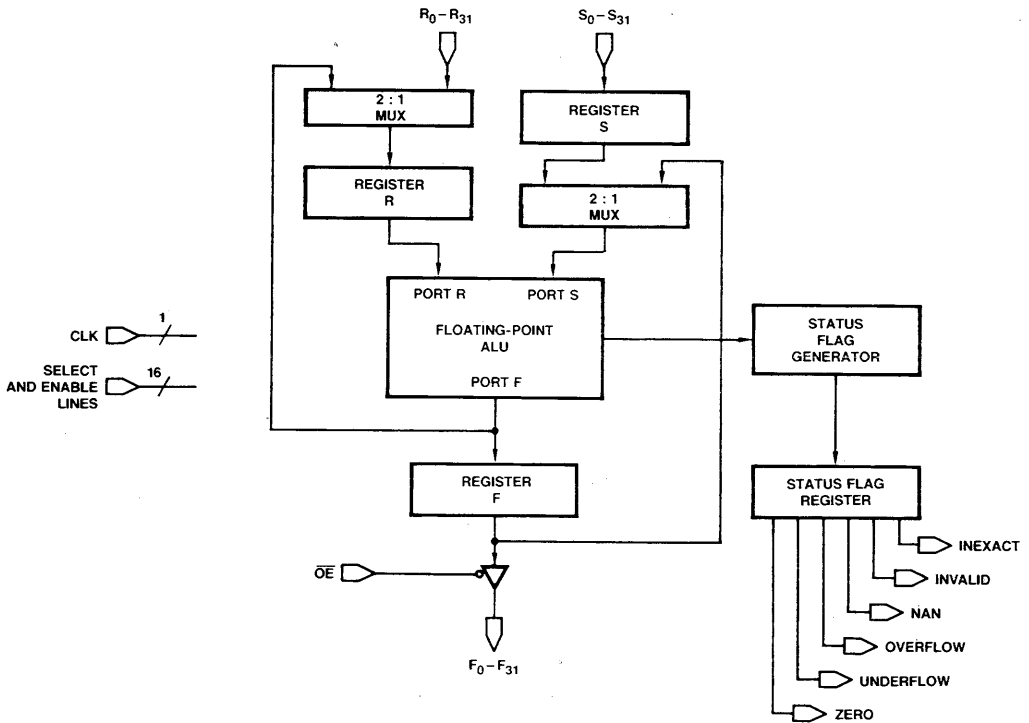 R0–R31
S0–S31
2 : 1
MUX
REGISTER
S
REGISTER
R
2 : 1
MUX
PORT R
PORT S
FLOATING-POINT
ALU
PORT F
CLK
1
SELECT
AND ENABLE
LINES
16
STATUS
FLAG
GENERATOR
REGISTER
F
STATUS FLAG
REGISTER
INEXACT
INVALID
NAN
OVERFLOW
UNDERFLOW
ZERO
O̅E̅
F0–F31